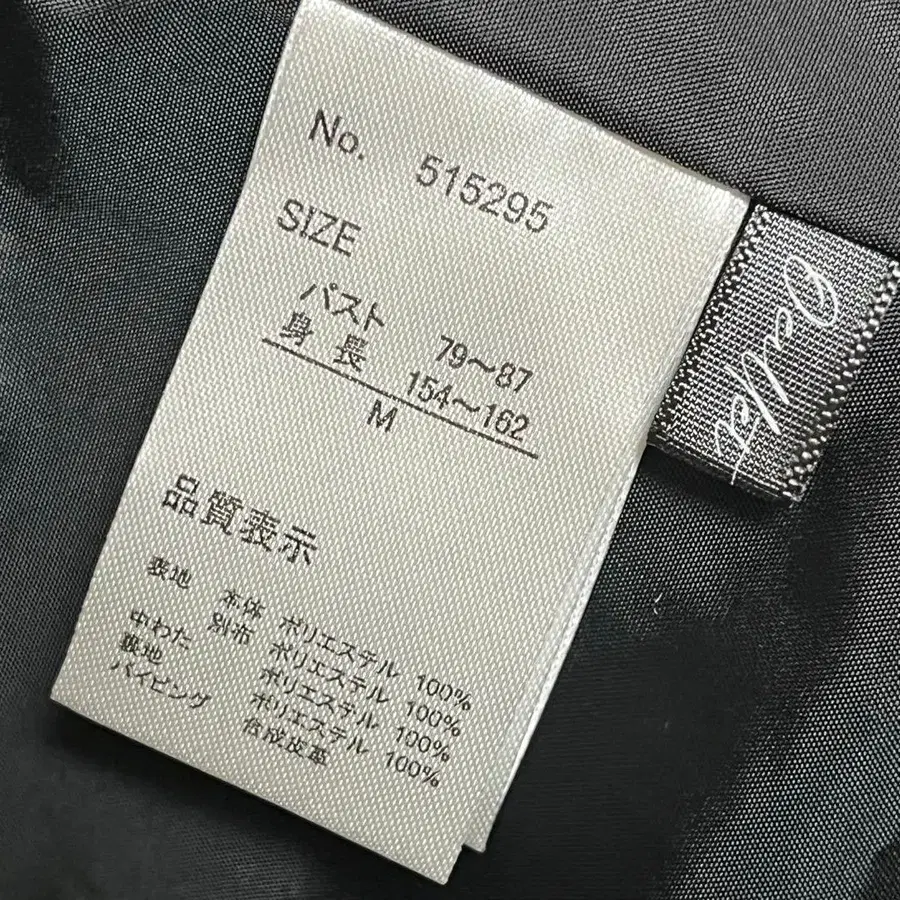 No. 515295
SIZE
バスト 79～87
身長 154～162
M
品質表示
表地 本体 ポリエステル 100%
別布 ポリエステル 100%
中わた ポリエステル 100%
裏地 ポリエステル 100%
パイピング 合成皮革